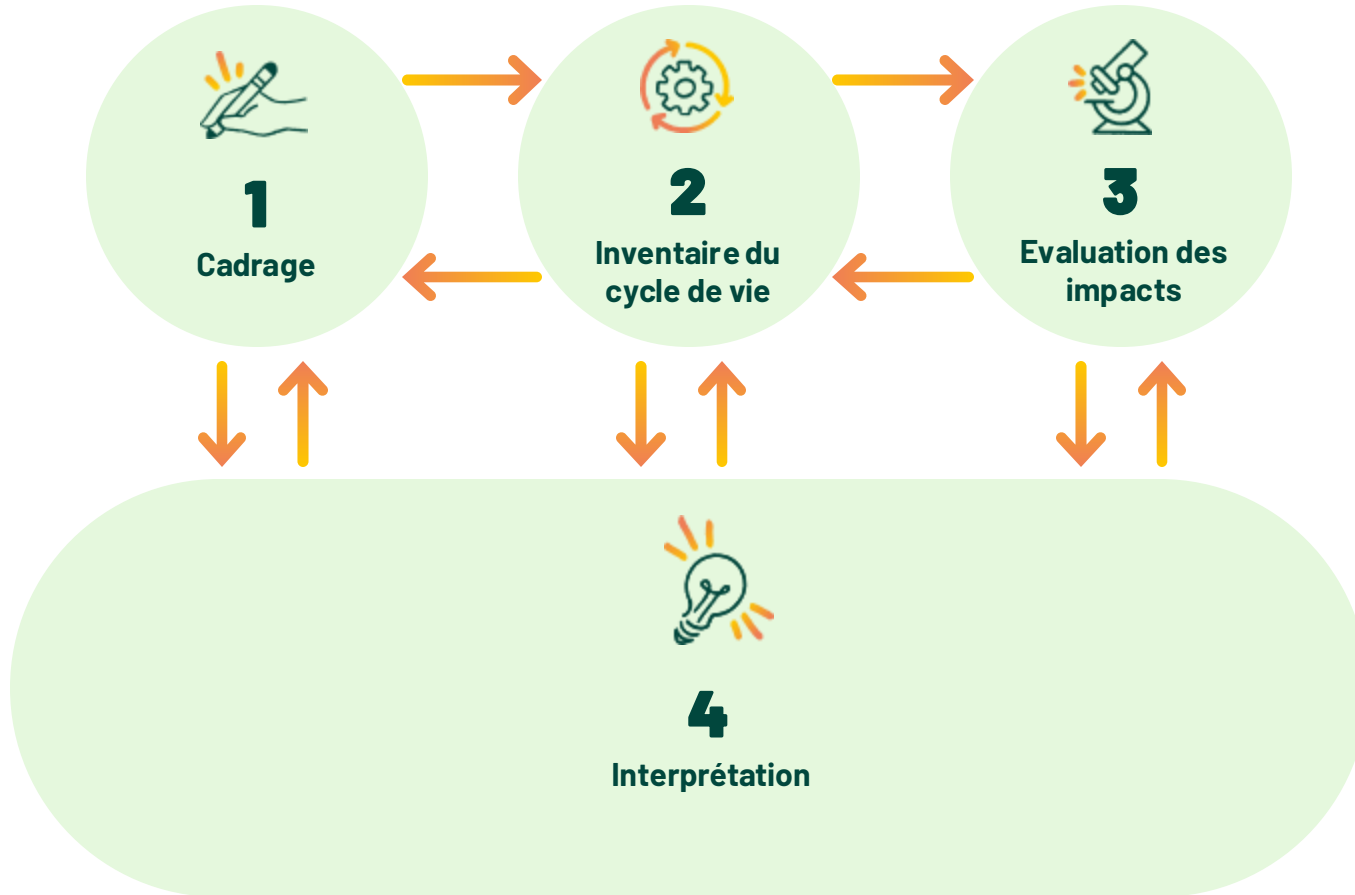 1
Cadrage
2
Inventaire du
cycle de vie
3
Evaluation des
impacts
4
Interprétation